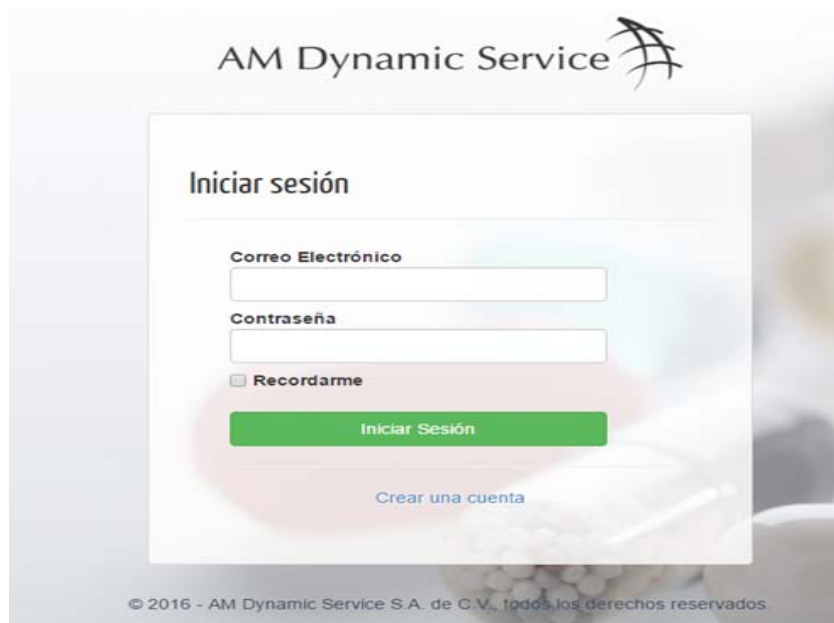 AM Dynamic Service
Iniciar sesión
Correo Electrónico
Contraseña
Recordarme
Iniciar Sesión
Crear una cuenta
© 2016 - AM Dynamic Service S.A. de C.V., todos los derechos reservados.